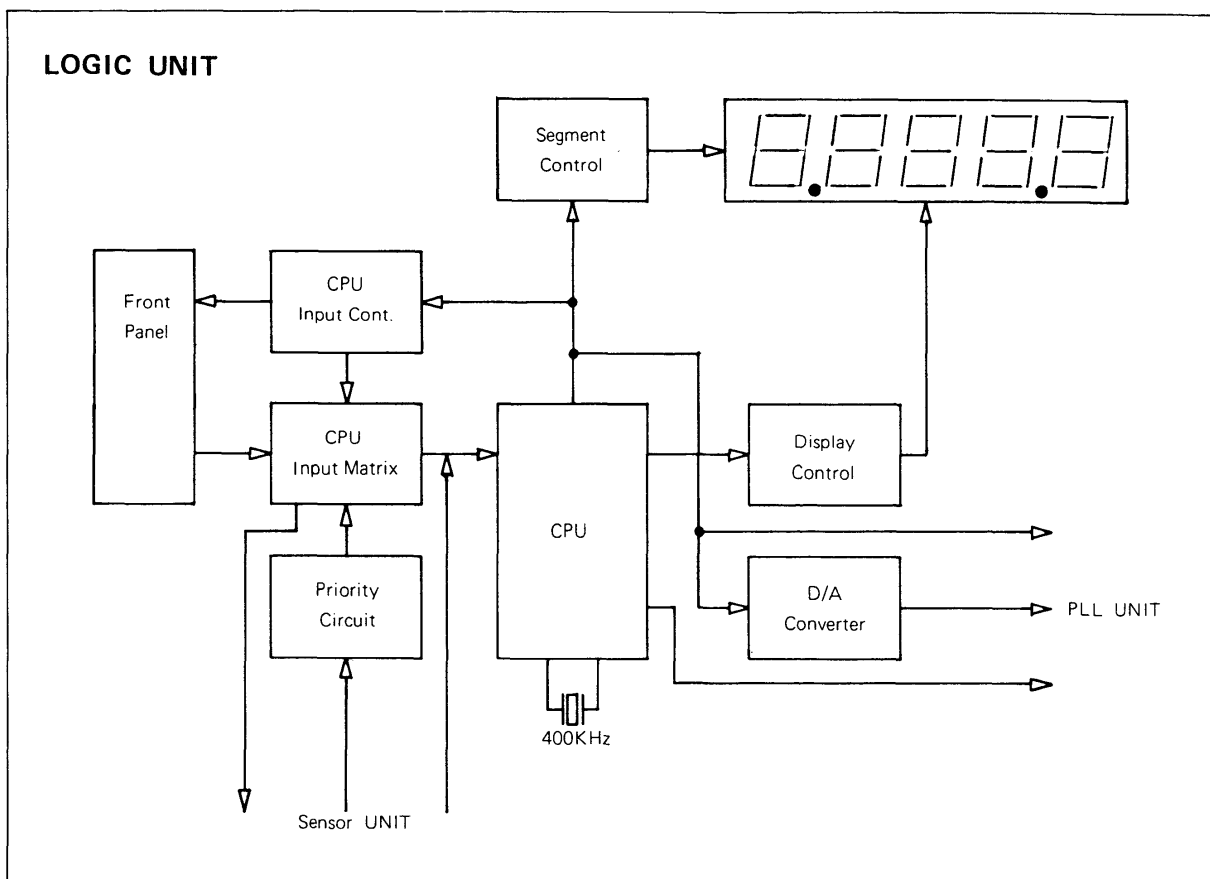 LOGIC UNIT
Segment
Control
Front
Panel
CPU
Input Cont.
CPU
Input Matrix
CPU
Display
Control
Priority
Circuit
D/A
Converter
PLL UNIT
400KHz
Sensor UNIT